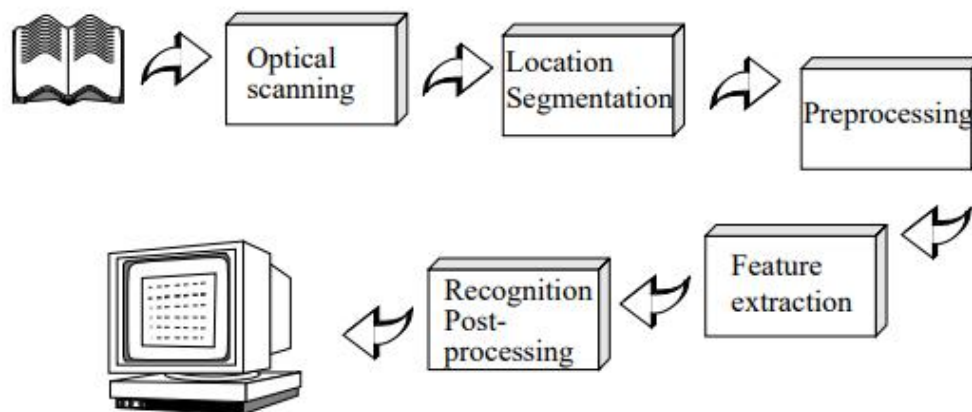 Optical
scanning
Location
Segmentation
Preprocessing
Feature
extraction
Recognition
Post-
processing